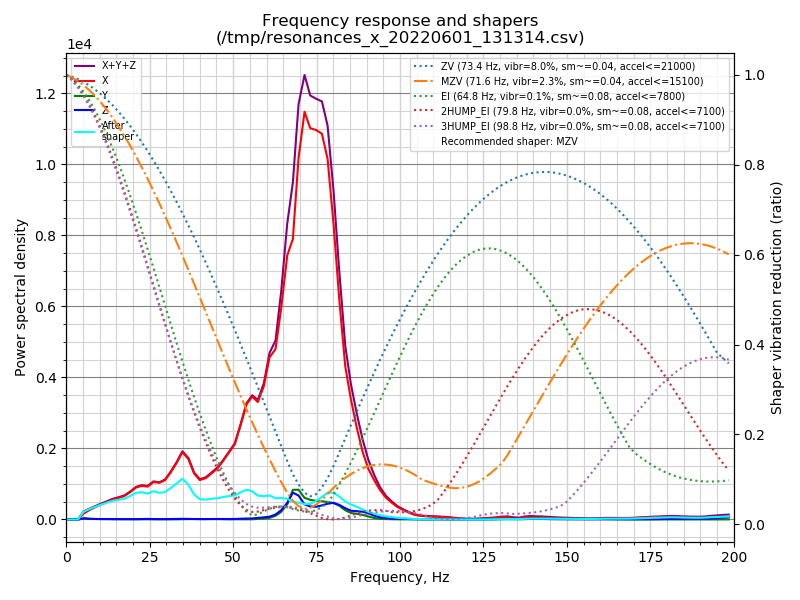 Frequency response and shapers
(/tmp/resonances_x_20220601_131314.csv)
1e4
X+Y+Z
X
Y
Z
After
shaper
ZV (73.4 Hz, vibr=8.0%, sm~=0.04, accel<=21000)
MZV (71.6 Hz, vibr=2.3%, sm~=0.04, accel<=15100)
EI (64.8 Hz, vibr=0.1%, sm~=0.08, accel<=7800)
2HUMP_EI (79.8 Hz, vibr=0.0%, sm~=0.08, accel<=7100)
3HUMP_EI (98.8 Hz, vibr=0.0%, sm~=0.08, accel<=7100)
Recommended shaper: MZV
Power spectral density
1.2
1.0
0.8
0.6
0.4
0.2
0.0
Shaper vibration reduction (ratio)
1.0
0.8
0.6
0.4
0.2
0.0
0 25 50 75 100 125 150 175 200
Frequency, Hz